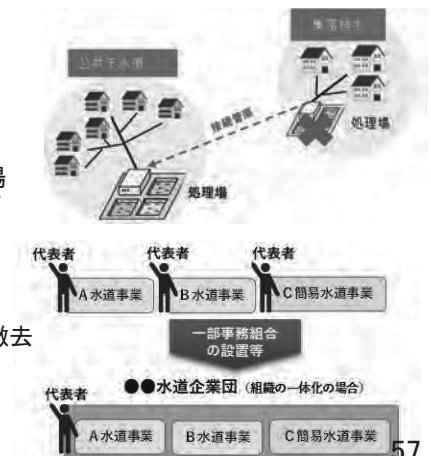 集落排水
公共下水道
接続管渠
処理場
処理場
場
代表者
代表者
代表者
A水道事業
B水道事業
C簡易水道事業
撤去
一部事務組合
の設置等
代表者
●●水道企業団（組織の一体化の場合）
A水道事業
B水道事業
C簡易水道事業
57